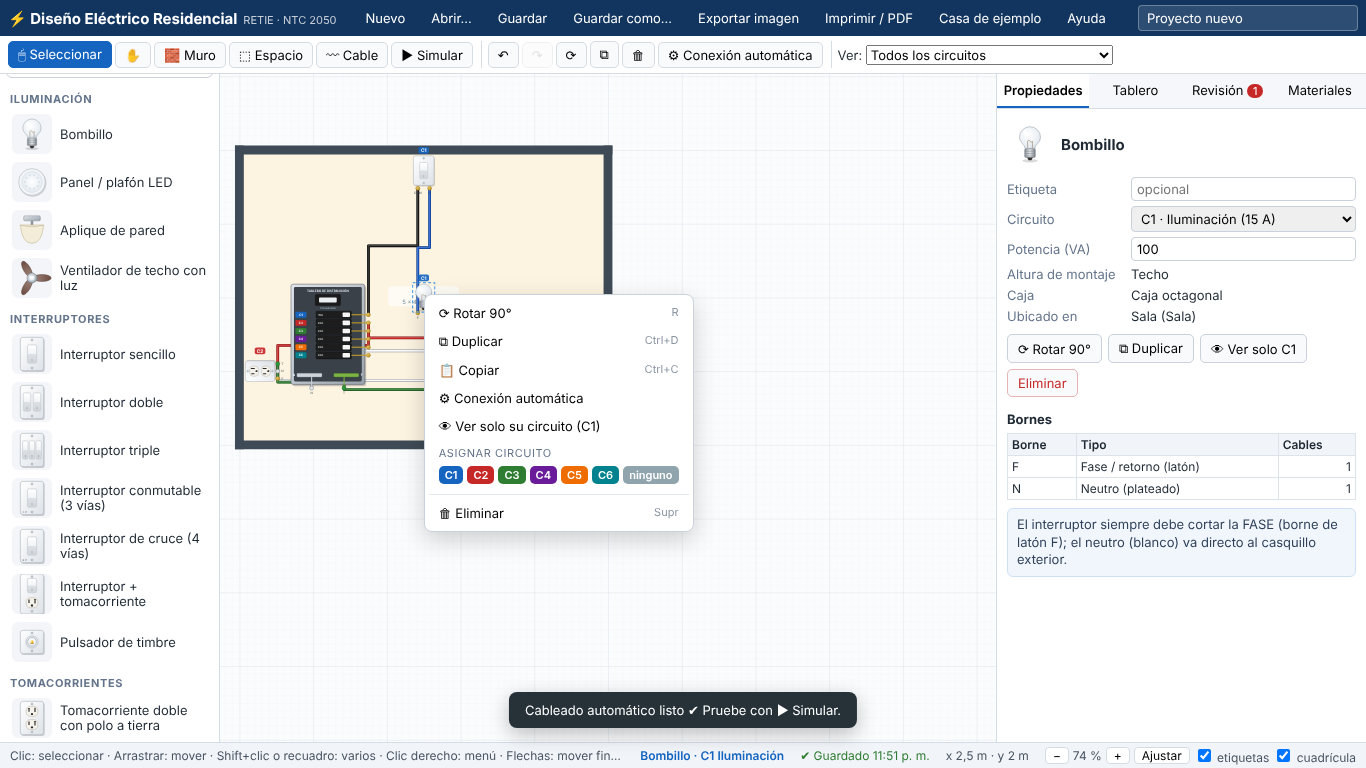 ⚡ Diseño Eléctrico Residencial RETIE · NTC 2050 Nuevo Abrir... Guardar Guardar como... Exportar imagen Imprimir / PDF Casa de ejemplo Ayuda Proyecto nuevo
Seleccionar ✋ Muro Espacio Cable ▶ Simular ↶ ↷ ⟳ ⧉ 🗑 ⚙ Conexión automática Ver: Todos los circuitos
ILUMINACIÓN
Bombillo
Panel / plafón LED
Aplique de pared
Ventilador de techo con
luz
INTERRUPTORES
Interruptor sencillo
Interruptor doble
Interruptor triple
Interruptor conmutable
(3 vías)
Interruptor de cruce (4
vías)
Interruptor +
tomacorriente
Pulsador de timbre
TOMACORRIENTES
Tomacorriente doble
con polo a tierra
C1
C1
C2
⟳ Rotar 90° R
⧉ Duplicar Ctrl+D
📋 Copiar Ctrl+C
⚙ Conexión automática
👁 Ver solo su circuito (C1)
ASIGNAR CIRCUITO
C1 C2 C3 C4 C5 C6 ninguno
🗑 Eliminar Supr
Cableado automático listo ✔ Pruebe con ▶ Simular.
Propiedades Tablero Revisión 1 Materiales
Bombillo
Etiqueta opcional
Circuito C1 · Iluminación (15 A)
Potencia (VA) 100
Altura de montaje Techo
Caja Caja octagonal
Ubicado en Sala (Sala)
⟳ Rotar 90° ⧉ Duplicar 👁 Ver solo C1
Eliminar
Bornes
Borne Tipo Cables
F Fase / retorno (latón) 1
N Neutro (plateado) 1
El interruptor siempre debe cortar la FASE (borne de
latón F); el neutro (blanco) va directo al casquillo
exterior.
Clic: seleccionar · Arrastrar: mover · Shift+clic o recuadro: varios · Clic derecho: menú · Flechas: mover fin... Bombillo · C1 Iluminación ✔ Guardado 11:51 p. m. x 2,5 m · y 2 m − 74 % + Ajustar etiquetas cuadrícula